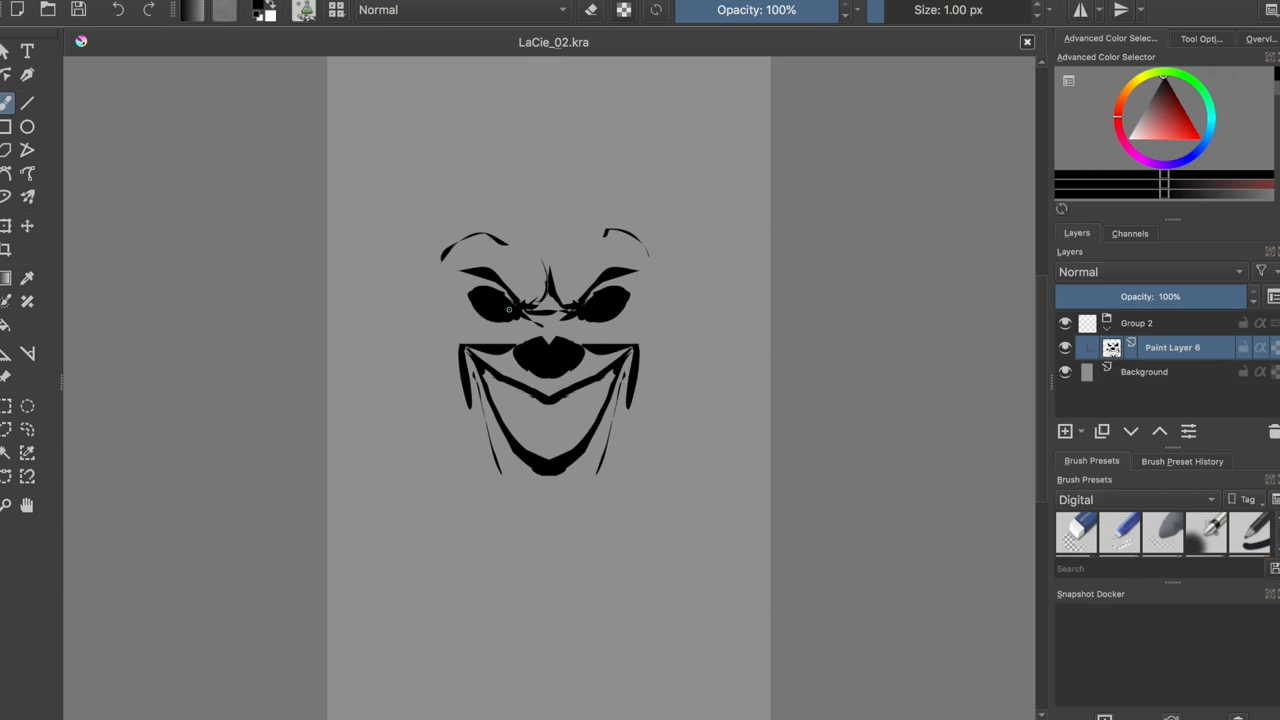 Normal
Opacity: 100%
Size: 1.00 px
LaCie_02.kra
Advanced Color Selec...
Tool Opti...
Overvi...
Advanced Color Selector
Layers
Channels
Layers
Normal
Opacity: 100%
Group 2
Paint Layer 6
Background
Brush Presets
Brush Preset History
Brush Presets
Digital
Tag
Search
Snapshot Docker